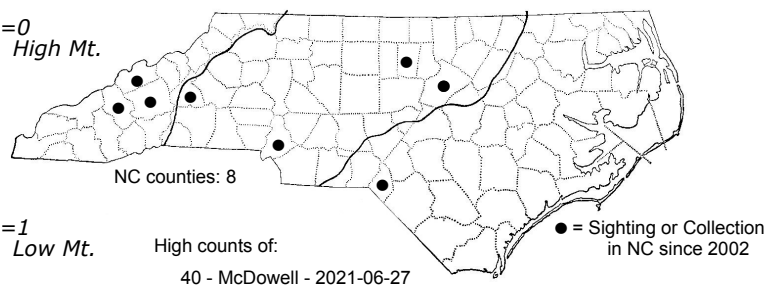 =0
High Mt.
NC counties: 8
=1
Low Mt.
High counts of:
40 - McDowell - 2021-06-27
● = Sighting or Collection
in NC since 2002